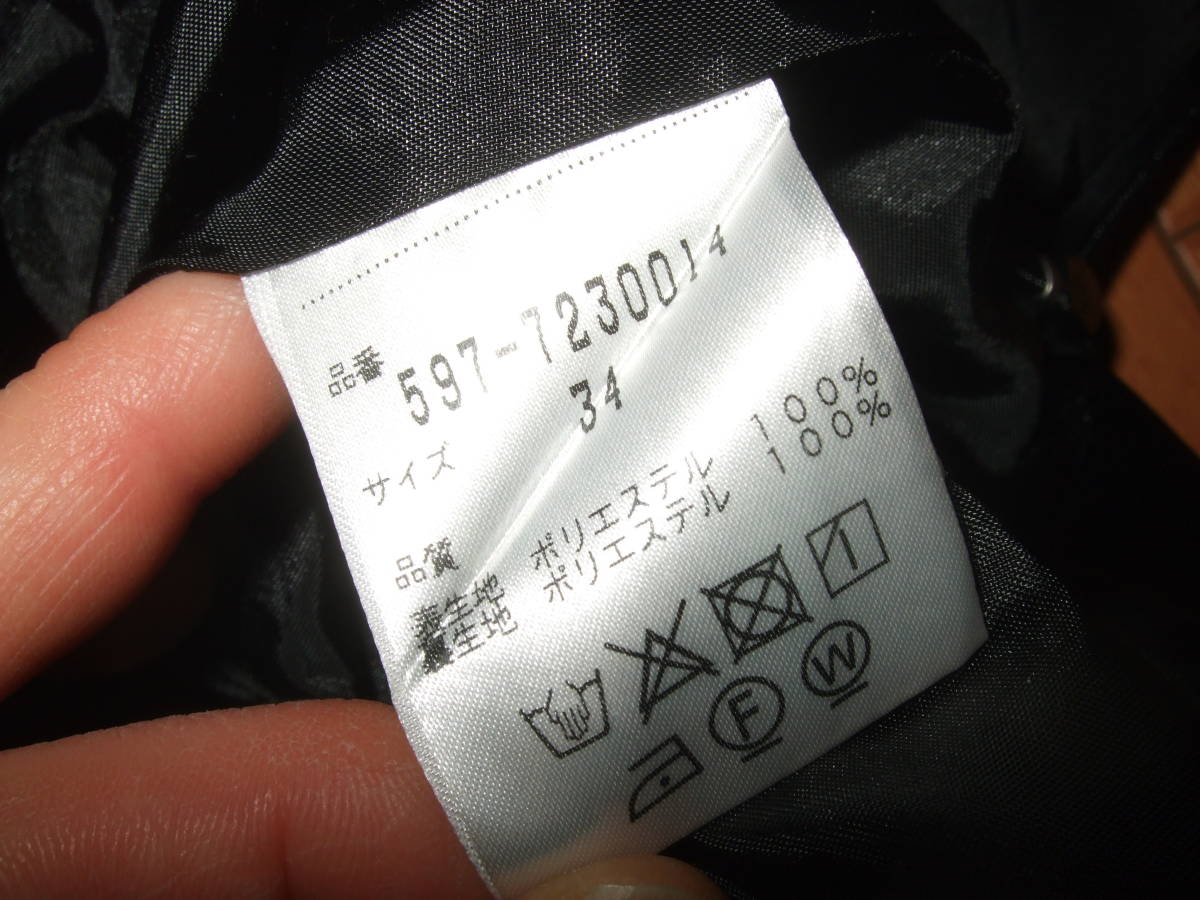 品番 597-7230014
サイズ 34
品質
表生地 ポリエステル 100%
裏生地 ポリエステル 100%
F W